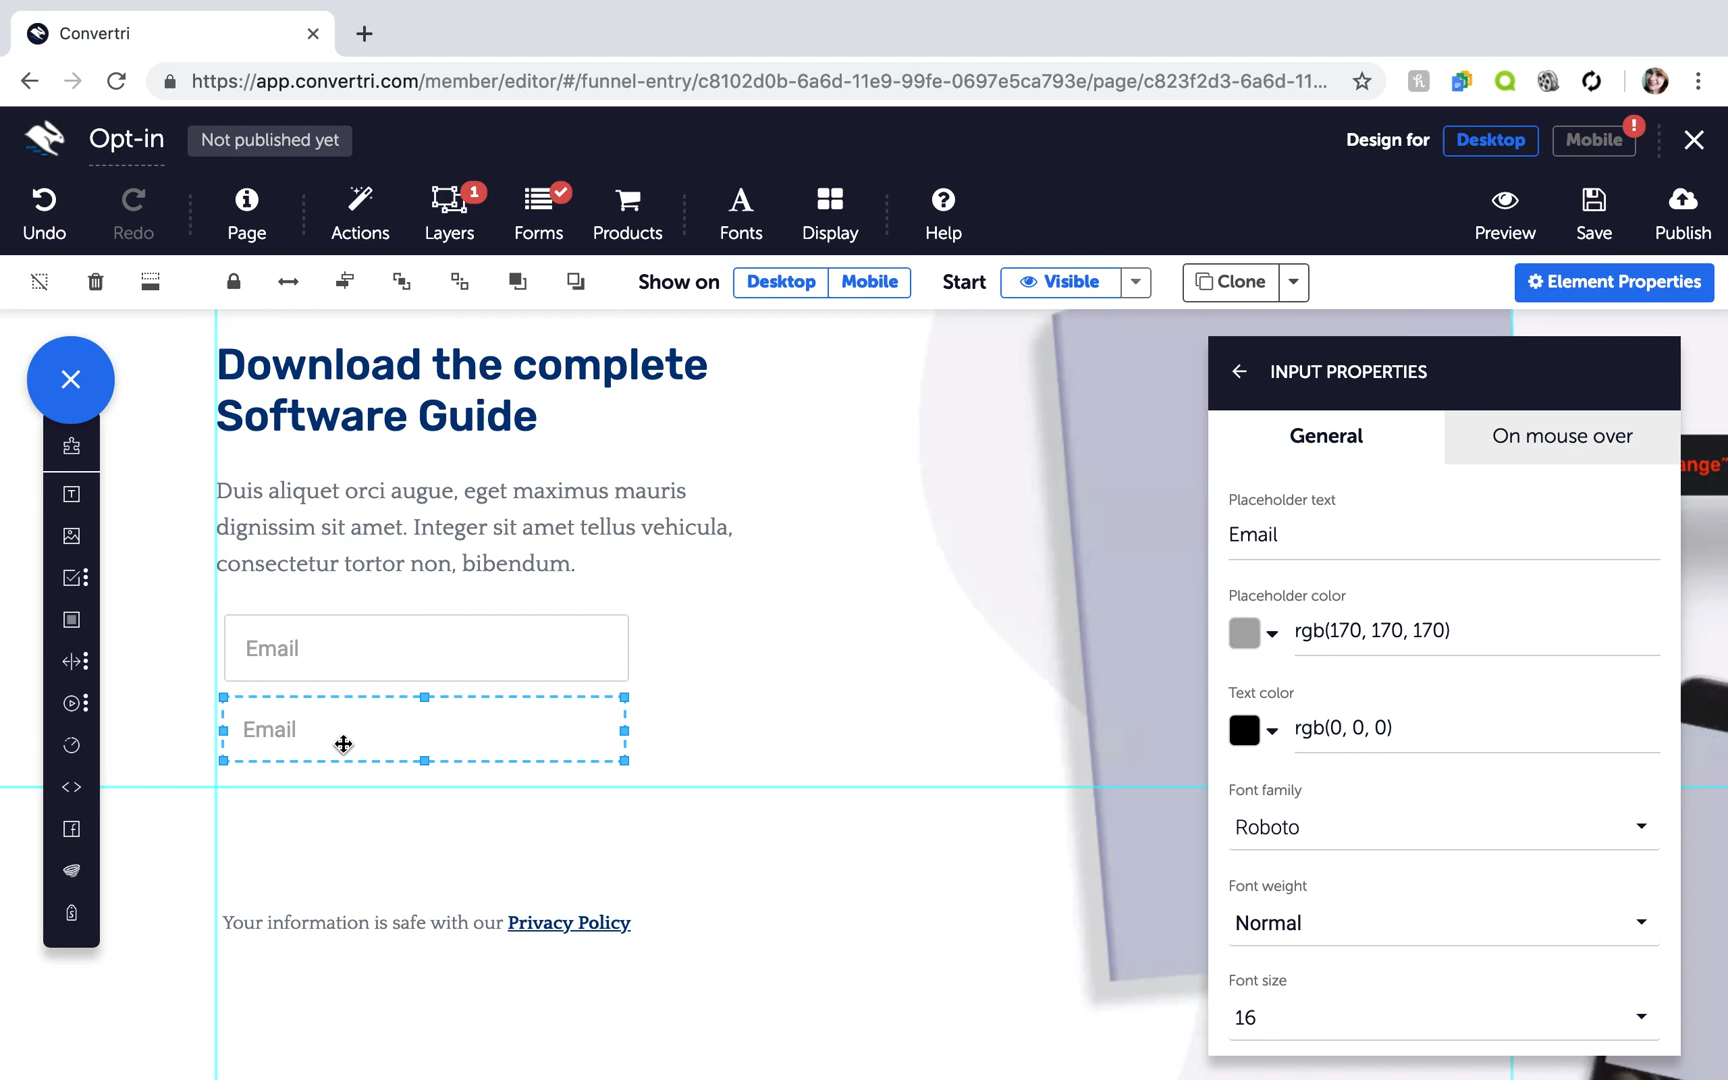 Convertri
https://app.convertri.com/member/editor/#/funnel-entry/c8102d0b-6a6d-11e9-99fe-0697e5ca793e/page/c823f2d3-6a6d-11...
Opt-in
Not published yet
Design for
Desktop
Mobile
!
Undo
Redo
Page
Actions
Layers
1
Forms
Products
Fonts
Display
Help
Preview
Save
Publish
Show on
Desktop
Mobile
Start
Visible
Clone
Element Properties
Download the complete
Software Guide
Duis aliquet orci augue, eget maximus mauris
dignissim sit amet. Integer sit amet tellus vehicula,
consectetur tortor non, bibendum.
Email
Email
Your information is safe with our Privacy Policy
INPUT PROPERTIES
General
On mouse over
ange"
Placeholder text
Email
Placeholder color
rgb(170, 170, 170)
Text color
rgb(0, 0, 0)
Font family
Roboto
Font weight
Normal
Font size
16